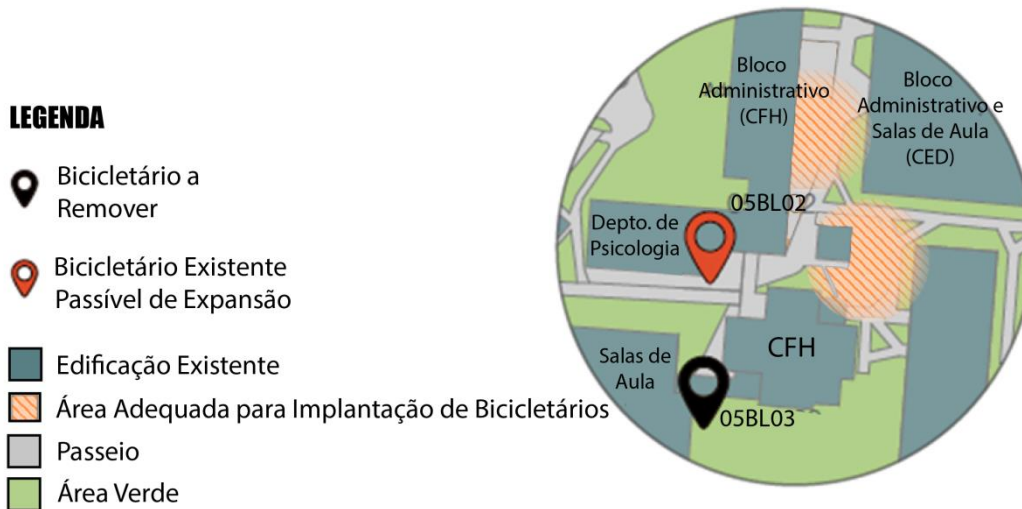 LEGENDA
Bicicletário a
Remover
Bicicletário Existente
Passível de Expansão
Edificação Existente
Área Adequada para Implantação de Bicicletários
Passeio
Área Verde
Bloco
Administrativo
(CFH)
Bloco
Administrativo e
Salas de Aula
(CED)
05BL02
Depto. de
Psicologia
CFH
Salas de
Aula
05BL03